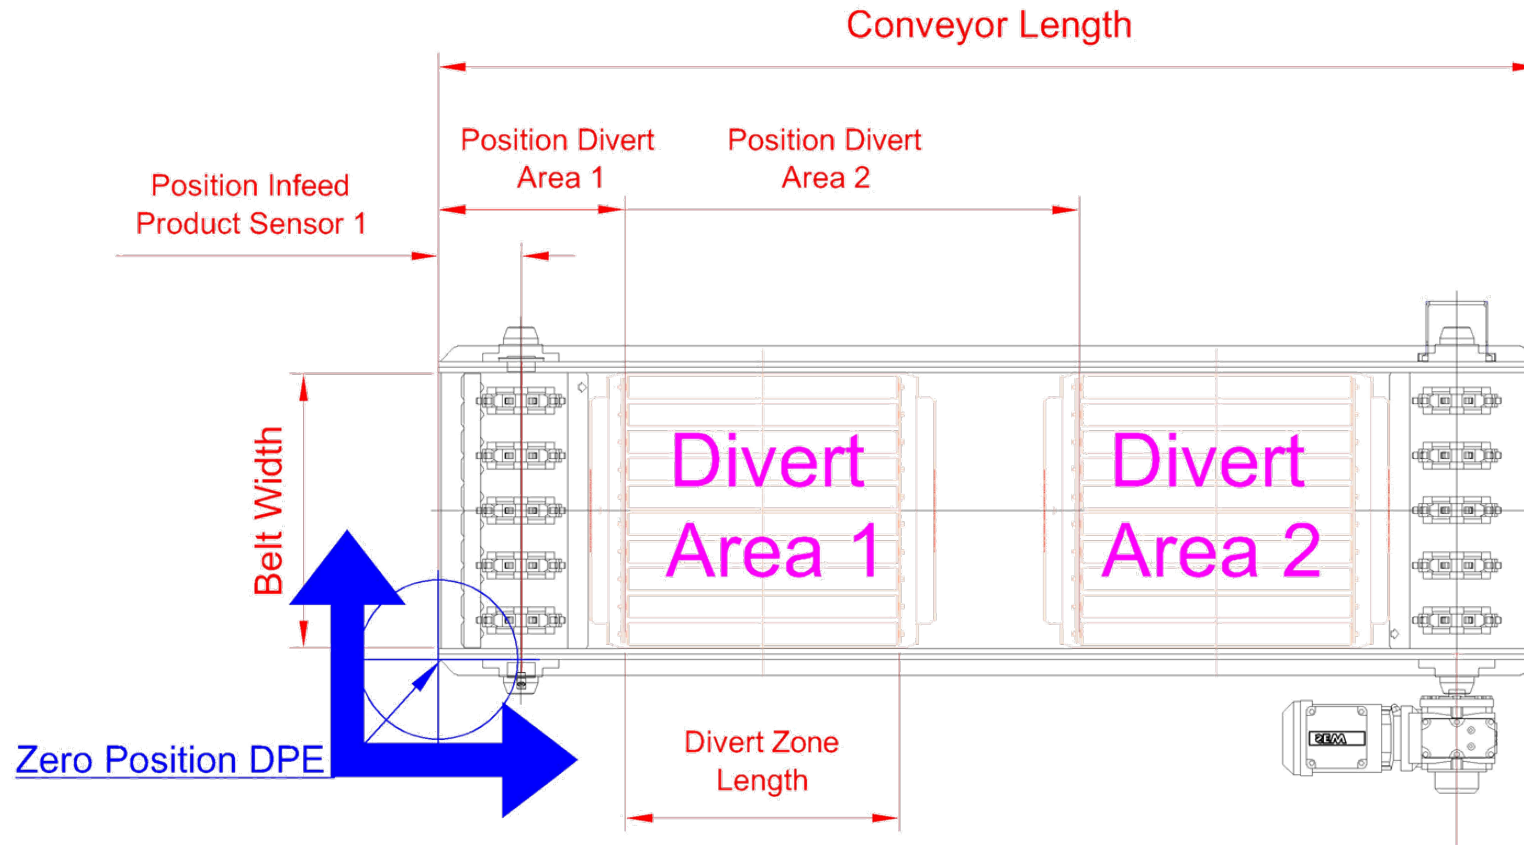 Conveyor Length
Position Divert
Area 1
Position Divert
Area 2
Position Infeed
Product Sensor 1
Belt Width
Divert
Area 1
Divert
Area 2
Zero Position DPE
Divert Zone
Length